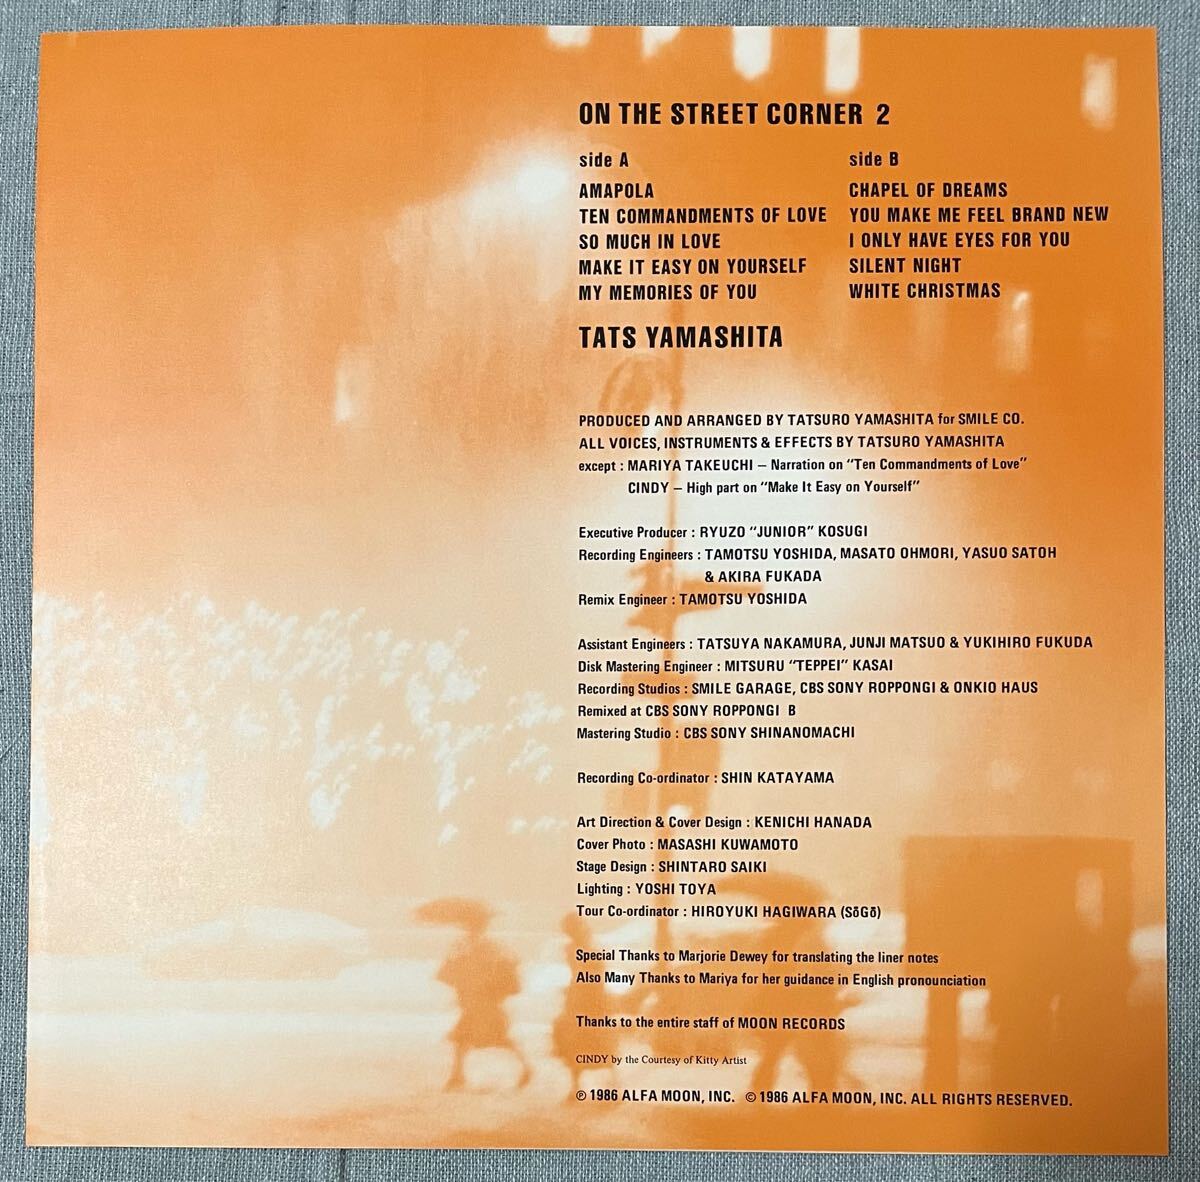 ON THE STREET CORNER 2
side A
AMAPOLA
TEN COMMANDMENTS OF LOVE
SO MUCH IN LOVE
MAKE IT EASY ON YOURSELF
MY MEMORIES OF YOU
side B
CHAPEL OF DREAMS
YOU MAKE ME FEEL BRAND NEW
I ONLY HAVE EYES FOR YOU
SILENT NIGHT
WHITE CHRISTMAS
TATS YAMASHITA
PRODUCED AND ARRANGED BY TATSURO YAMASHITA for SMILE CO.
ALL VOICES, INSTRUMENTS & EFFECTS BY TATSURO YAMASHITA
except : MARIYA TAKEUCHI – Narration on "Ten Commandments of Love"
CINDY – High part on "Make It Easy on Yourself"
Executive Producer : RYUZO "JUNIOR" KOSUGI
Recording Engineers : TAMOTSU YOSHIDA, MASATO OHMORI, YASUO SATOH
& AKIRA FUKADA
Remix Engineer : TAMOTSU YOSHIDA
Assistant Engineers : TATSUYA NAKAMURA, JUNJI MATSUO & YUKIHIRO FUKUDA
Disk Mastering Engineer : MITSURU "TEPPEI" KASAI
Recording Studios : SMILE GARAGE, CBS SONY ROPPONGI & ONKIO HAUS
Remixed at CBS SONY ROPPONGI B
Mastering Studio : CBS SONY SHINANOMACHI
Recording Co-ordinator : SHIN KATAYAMA
Art Direction & Cover Design : KENICHI HANADA
Cover Photo : MASASHI KUWAMOTO
Stage Design : SHINTARO SAIKI
Lighting : YOSHI TOYA
Tour Co-ordinator : HIROYUKI HAGIWARA (SōGō)
Special Thanks to Marjorie Dewey for translating the liner notes
Also Many Thanks to Mariya for her guidance in English pronounciation
Thanks to the entire staff of MOON RECORDS
CINDY by the Courtesy of Kitty Artist
℗ 1986 ALFA MOON, INC. © 1986 ALFA MOON, INC. ALL RIGHTS RESERVED.